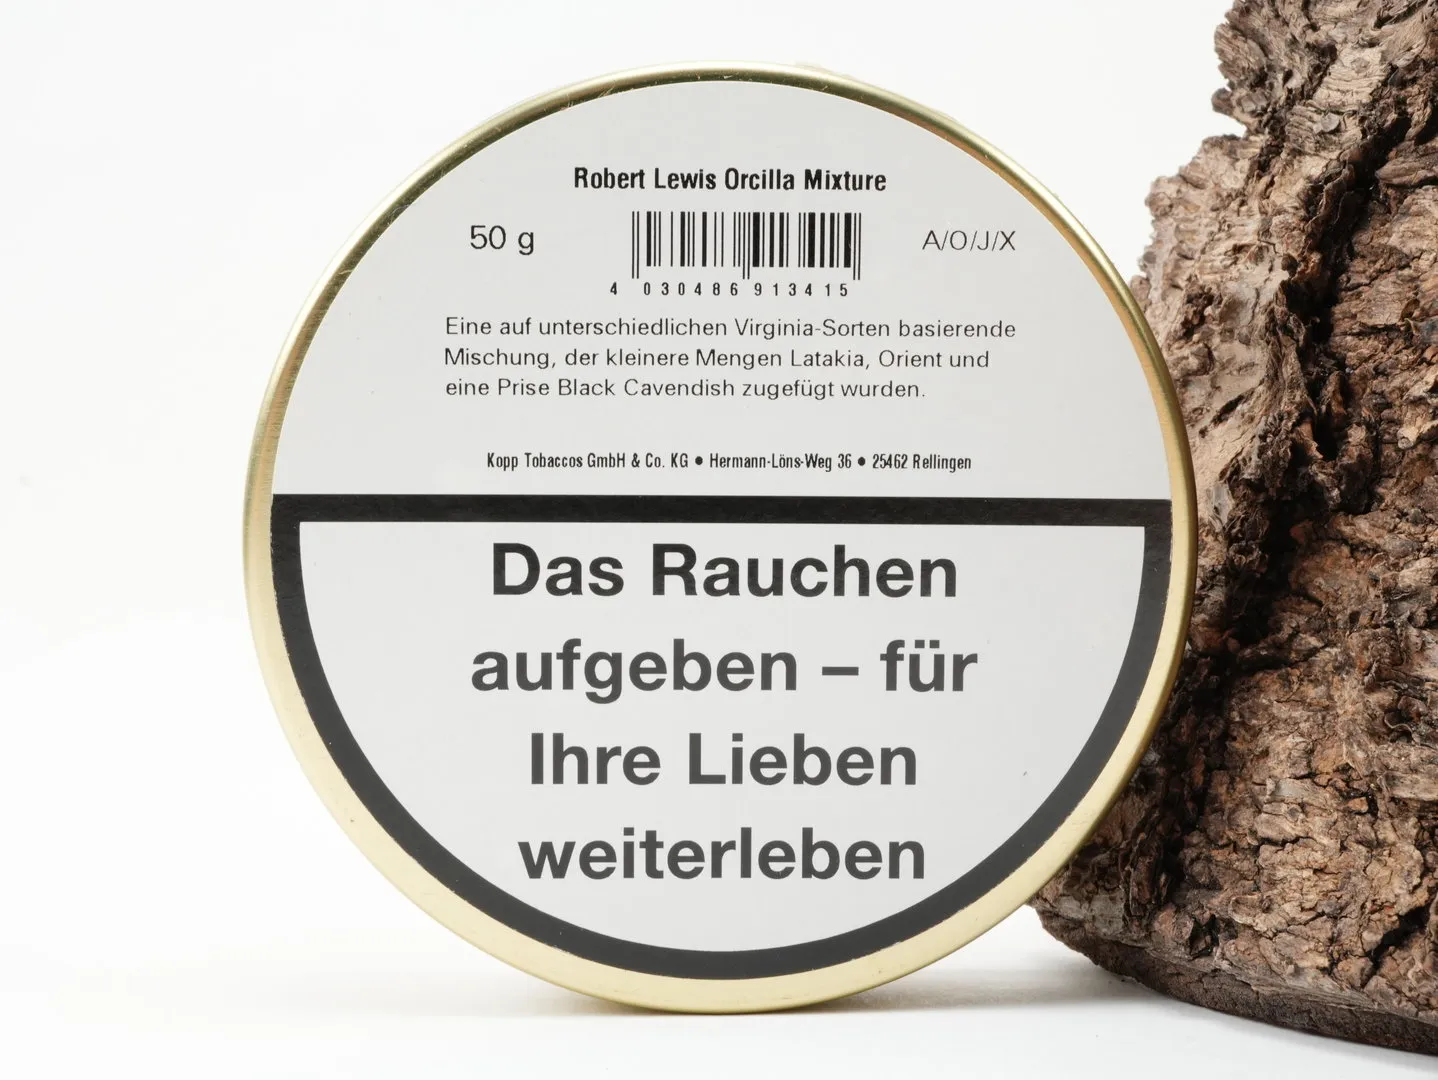 Robert Lewis Orcilla Mixture
50 g
A/O/J/X
4 030486 913415
Eine auf unterschiedlichen Virginia-Sorten basierende
Mischung, der kleinere Mengen Latakia, Orient und
eine Prise Black Cavendish zugefügt wurden.
Kopp Tobaccos GmbH & Co. KG ● Hermann-Löns-Weg 36 ● 25462 Rellingen
Das Rauchen
aufgeben – für
Ihre Lieben
weiterleben